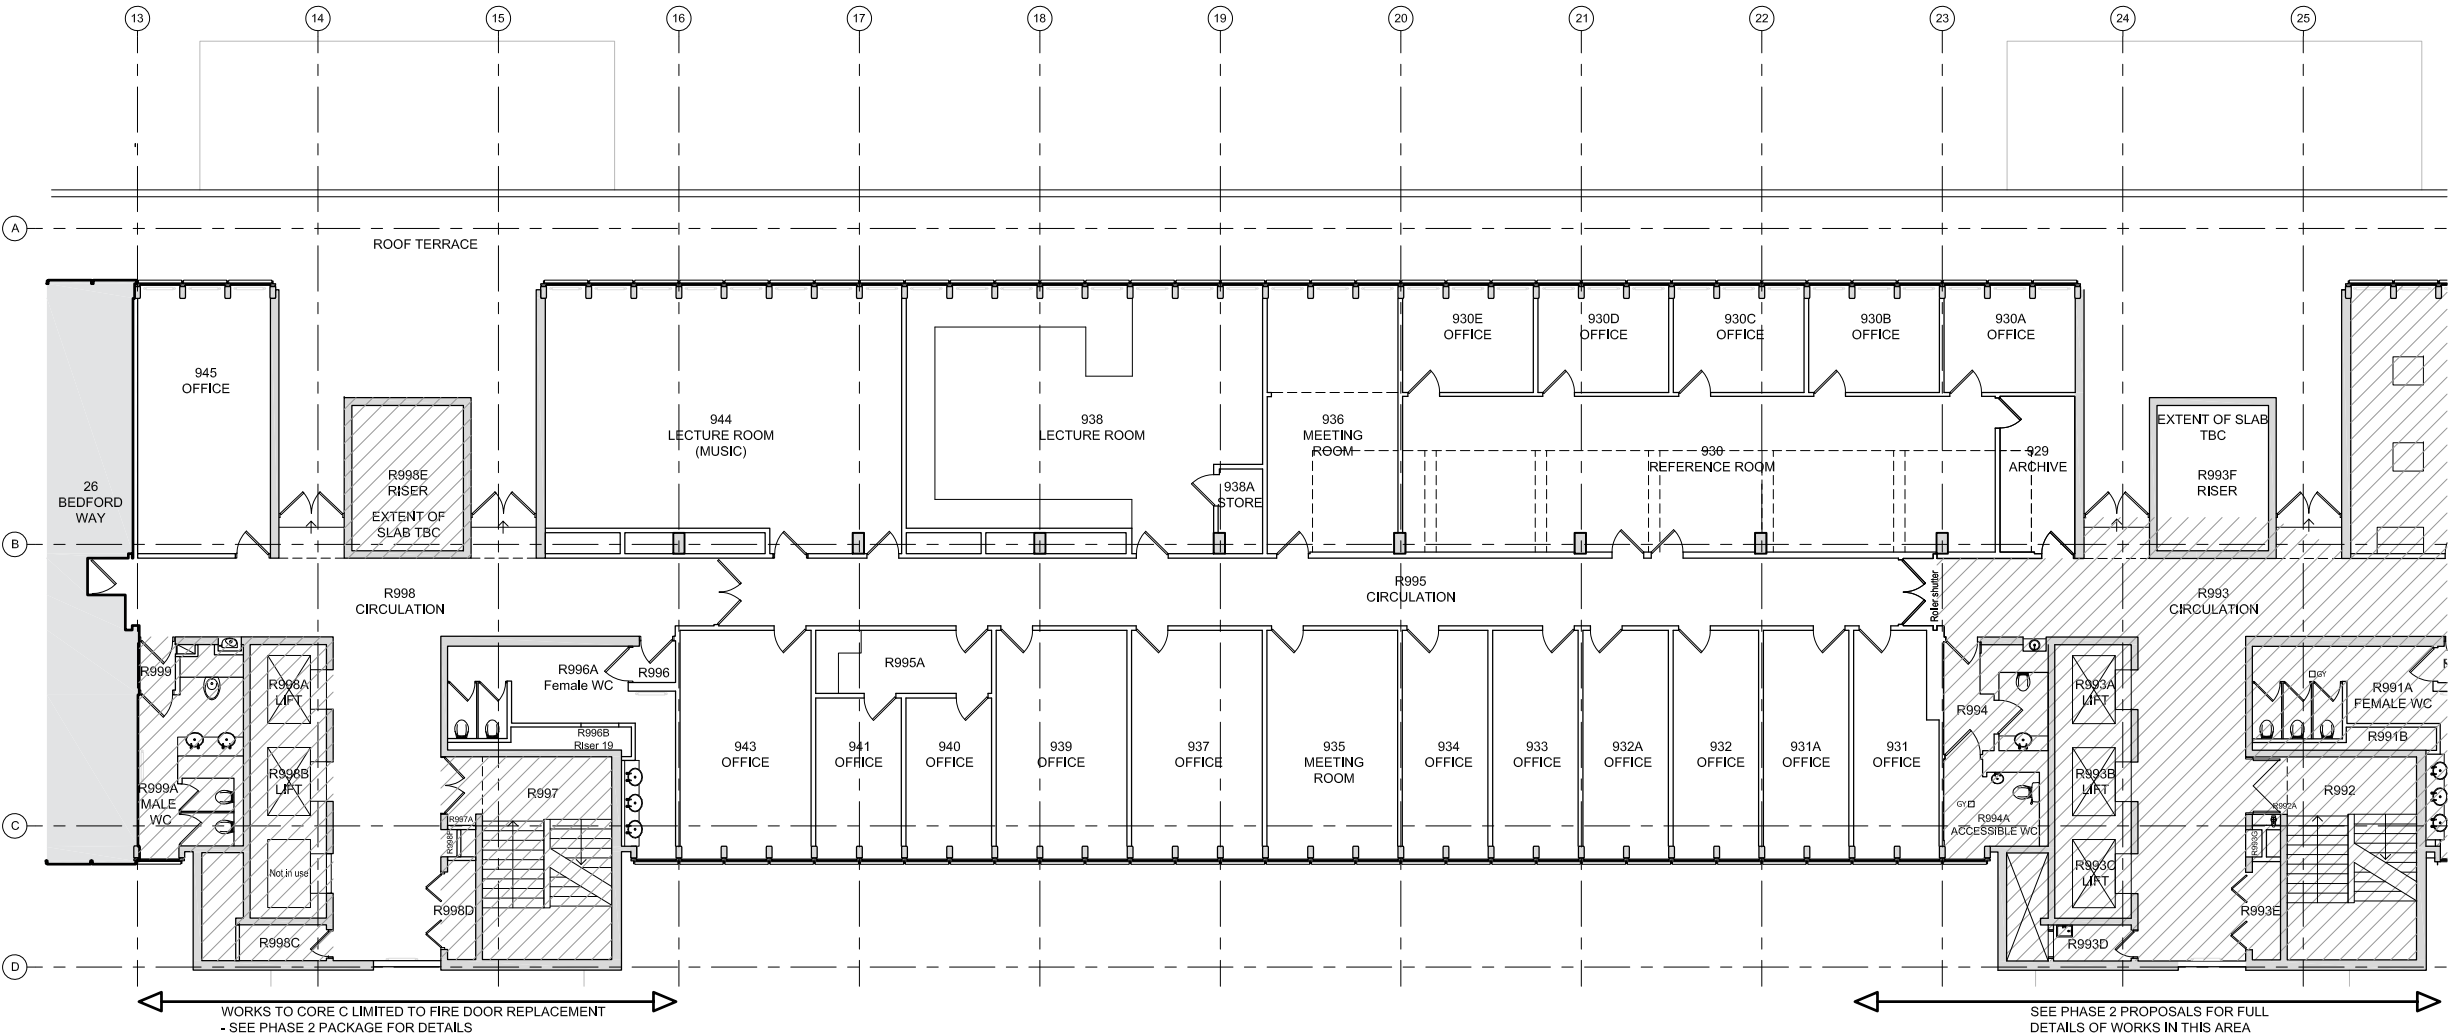 13
14
15
16
17
18
19
20
21
22
23
24
25
A
ROOF TERRACE
930E
OFFICE
930D
OFFICE
930C
OFFICE
930B
OFFICE
930A
OFFICE
945
OFFICE
944
LECTURE ROOM
(MUSIC)
938
LECTURE ROOM
936
MEETING
ROOM
930
REFERENCE ROOM
929
ARCHIVE
EXTENT OF SLAB
TBC
R993F
RISER
R998E
RISER
EXTENT OF
SLAB TBC
938A
STORE
26
BEDFORD
WAY
B
R998
CIRCULATION
R995
CIRCULATION
Roller shutter
R993
CIRCULATION
R999
R998A
LIFT
R996A
Female WC
R996
R995A
R994
R993A
LIFT
GY
R991A
FEMALE WC
R996B
Riser 19
R991B
943
OFFICE
941
OFFICE
940
OFFICE
939
OFFICE
937
OFFICE
935
MEETING
ROOM
934
OFFICE
933
OFFICE
932A
OFFICE
932
OFFICE
931A
OFFICE
931
OFFICE
R999A
MALE
WC
R998B
LIFT
R997
R993B
LIFT
R992
R992A
GY
R994A
ACCESSIBLE WC
C
R997A
R998F
R993G
Not in use
R993C
LIFT
R998D
R993E
R998C
R993D
D
WORKS TO CORE C LIMITED TO FIRE DOOR REPLACEMENT
- SEE PHASE 2 PACKAGE FOR DETAILS
SEE PHASE 2 PROPOSALS FOR FULL
DETAILS OF WORKS IN THIS AREA